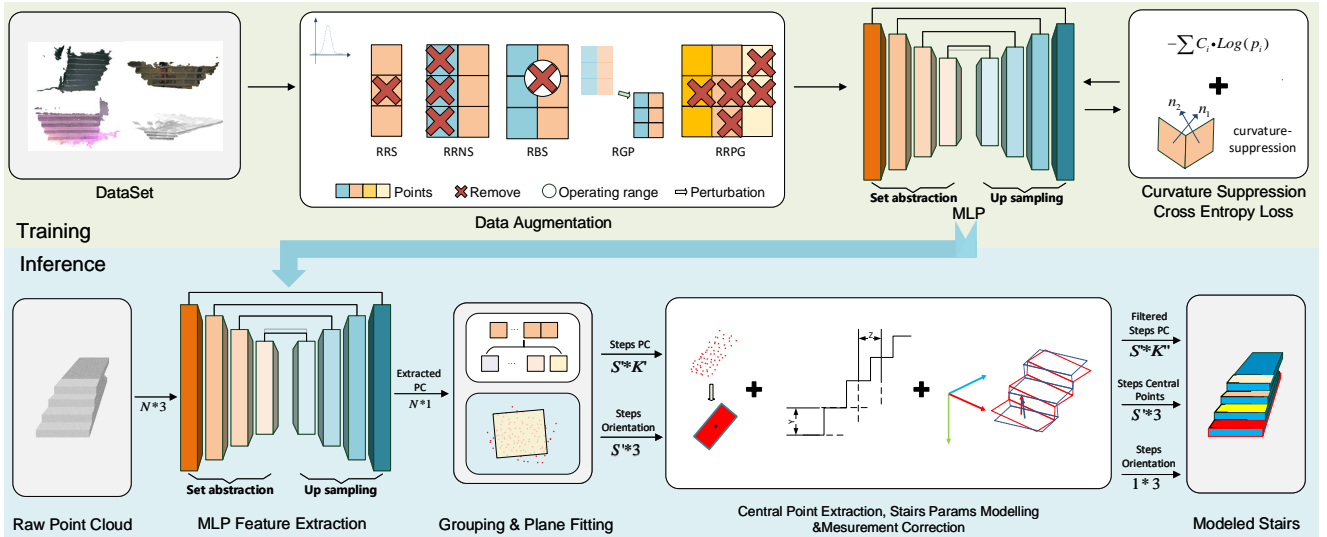 DataSet
RRS
RRNS
RBS
RGP
RRPG
Points
Remove
Operating range
Perturbation
Data Augmentation
Set abstraction
Up sampling
MLP
−∑ C_i•Log(p_i)
n_2
n_1
curvature-
suppression
Curvature Suppression
Cross Entropy Loss
Training
Inference
Raw Point Cloud
N*3
Set abstraction
Up sampling
MLP Feature Extraction
Extracted
PC
N*1
...
...
Grouping & Plane Fitting
Steps PC
S'*K'
Steps
Orientation
S'*3
Z
Y
Central Point Extraction, Stairs Params Modelling
&Mesurement Correction
Filtered
Steps PC
S'*K''
Steps Central
Points
S'*3
Steps
Orientation
1*3
Modeled Stairs